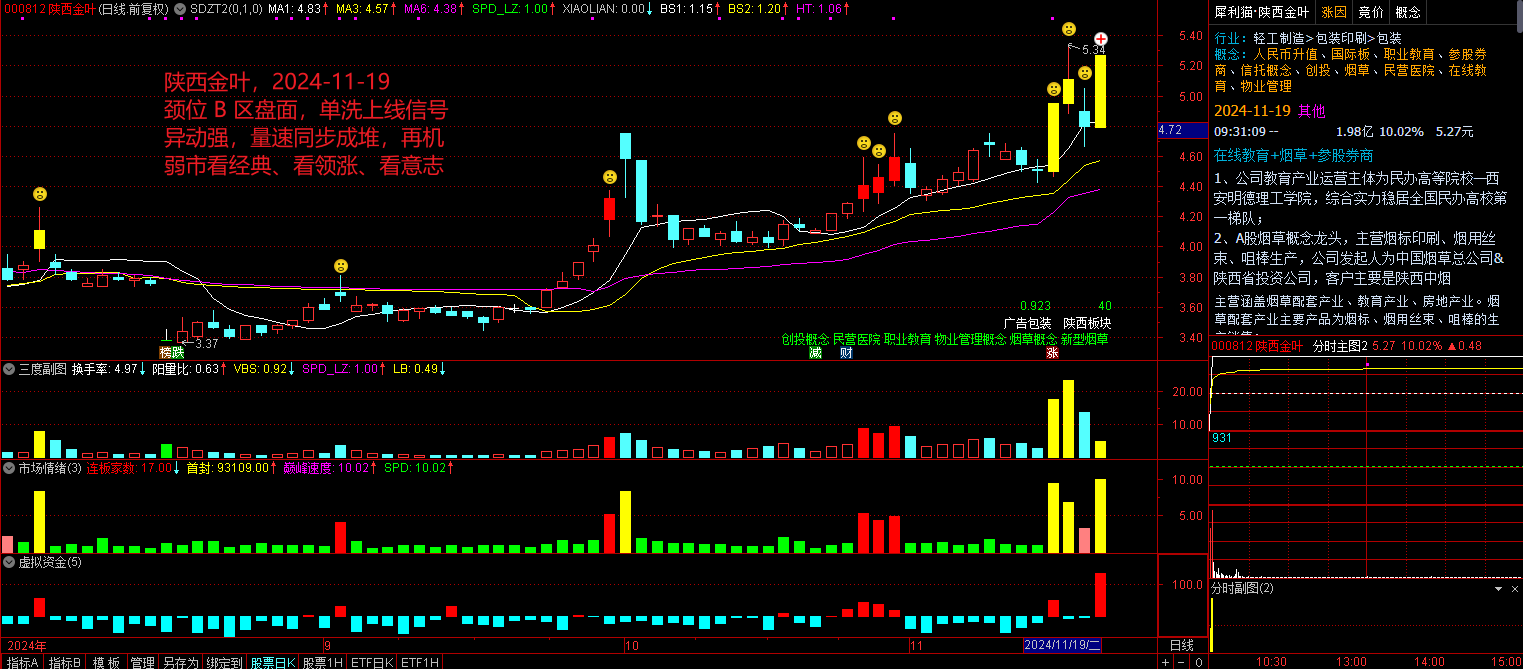 000812 陕西金叶(日线.前复权) SDZT2(0,1,0) MA1: 4.83↑ MA3: 4.57↑ MA6: 4.38↑ SPD_LZ: 1.00↑ XIAOLIAN: 0.00↓ BS1: 1.15↑ BS2: 1.20↑ HT: 1.06↑
陕西金叶，2024-11-19
颈位 B 区盘面，单洗上线信号
异动强，量速同步成堆，再机
弱市看经典、看领涨、看意志
5.34
3.37
5.40
5.20
5.00
4.72
4.60
4.40
4.20
4.00
3.80
3.60
3.40
0.923 40
广告包装 陕西板块
创投概念 民营医院 职业教育 物业管理概念 烟草概念 新型烟草
榜跌 减 财 涨
三度副图 换手率: 4.97↓ 阳量比: 0.63↑ VBS: 0.92↓ SPD_LZ: 1.00↑ LB: 0.49↓
20.00
10.00
市场情绪(3) 连板家数: 17.00↓ 首封: 93109.00↑ 巅峰速度: 10.02↑ SPD: 10.02↑
10.00
5.00
虚拟资金(5)
100.0
2024年 9 10 11 2024/11/19/二 日线
指标A 指标B 模 板 管理 另存为 绑定到 股票日K 股票1H ETF日K ETF1H + − O
犀利猫·陕西金叶 涨因 竞价 概念
行业：轻工制造>包装印刷>包装
概念：人民币升值、国际板、职业教育、参股券
商、信托概念、创投、烟草、民营医院、在线教
育、物业管理
2024-11-19 其他
09:31:09 -- 1.98亿 10.02% 5.27元
在线教育+烟草+参股券商
1、公司教育产业运营主体为民办高等院校—西
安明德理工学院，综合实力稳居全国民办高校第
一梯队；
2、A股烟草概念龙头，主营烟标印刷、烟用丝
束、咀棒生产，公司发起人为中国烟草总公司&
陕西省投资公司，客户主要是陕西中烟
主营涵盖烟草配套产业、教育产业、房地产业。烟
草配套产业主要产品为烟标、烟用丝束、咀棒的生
000812 陕西金叶 分时主图2 5.27 10.02% ▲0.48
931
分时副图(2)
10:30 13:00 14:00 15:00